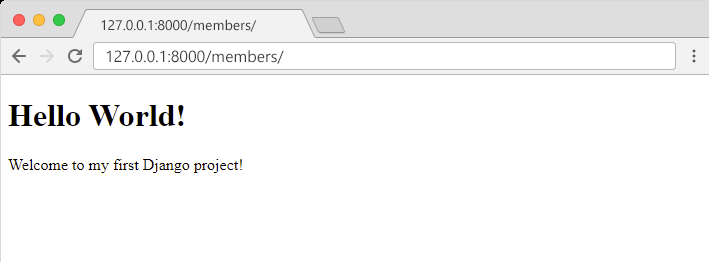 127.0.0.1:8000/members/
127.0.0.1:8000/members/
Hello World!
Welcome to my first Django project!